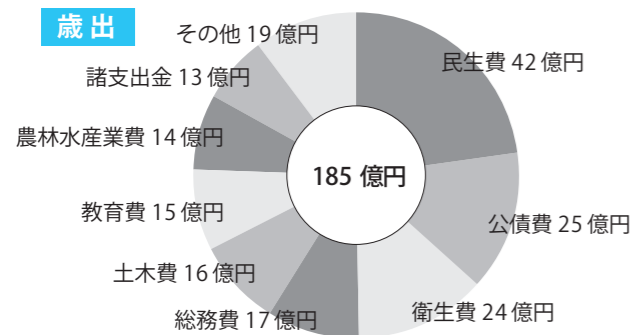 歳出
その他 19 億円
民生費 42 億円
諸支出金 13 億円
農林水産業費 14 億円
185 億円
教育費 15 億円
公債費 25 億円
土木費 16 億円
衛生費 24 億円
総務費 17 億円